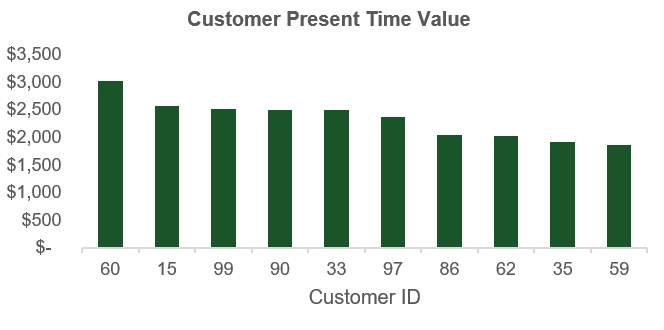 Customer Present Time Value
$3,500
$3,000
$2,500
$2,000
$1,500
$1,000
$500
$-
60 15 99 90 33 97 86 62 35 59
Customer ID